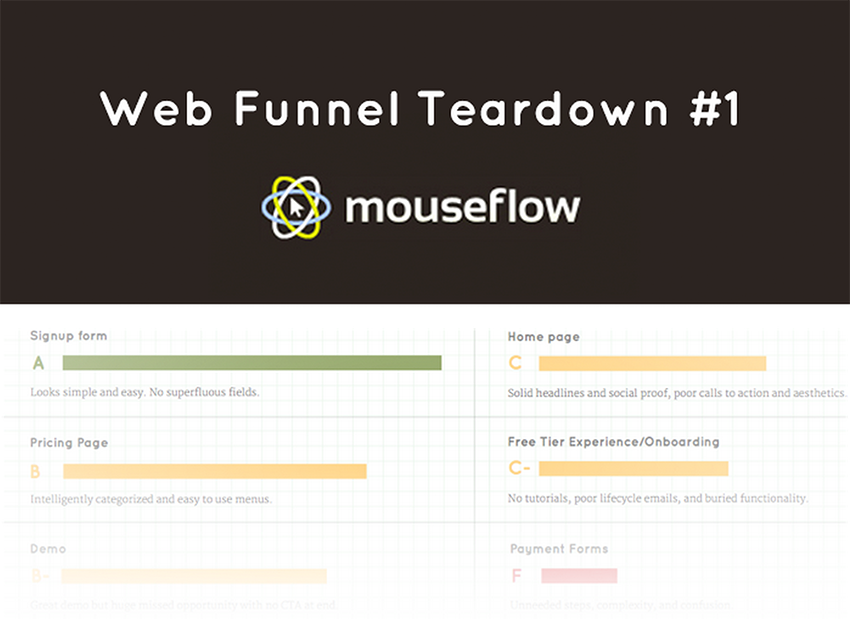 Web Funnel Teardown #1
mouseflow
Signup form
A
Looks simple and easy. No superfluous fields.
Home page
C
Solid headlines and social proof, poor calls to action and aesthetics.
Pricing Page
B
Intelligently categorized and easy to use menus.
Free Tier Experience/Onboarding
C-
No tutorials, poor lifecycle emails, and buried functionality.
Demo
B-
Great demo but huge missed opportunity with no CTA at end.
Payment Forms
F
Unneeded steps, complexity, and confusion.